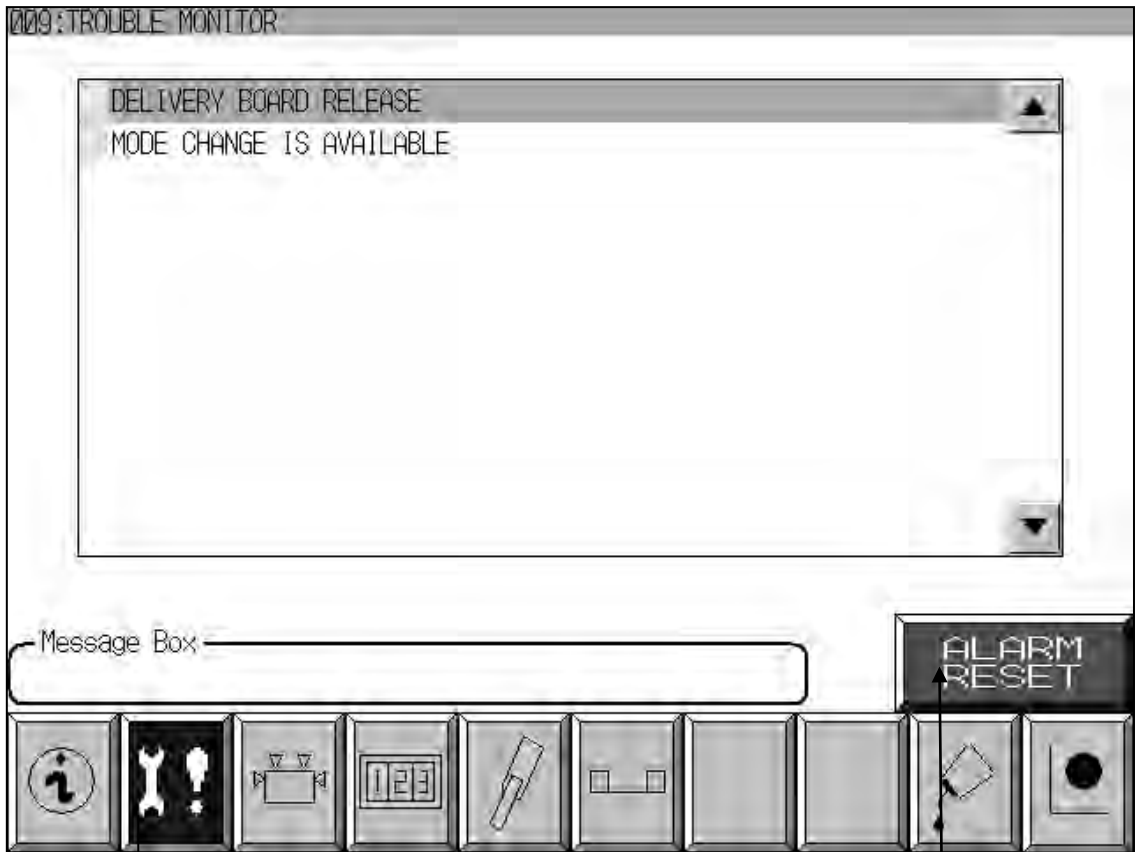 009:TROUBLE MONITOR
DELIVERY BOARD RELEASE
MODE CHANGE IS AVAILABLE
Message Box
ALARM
RESET
i
!
123